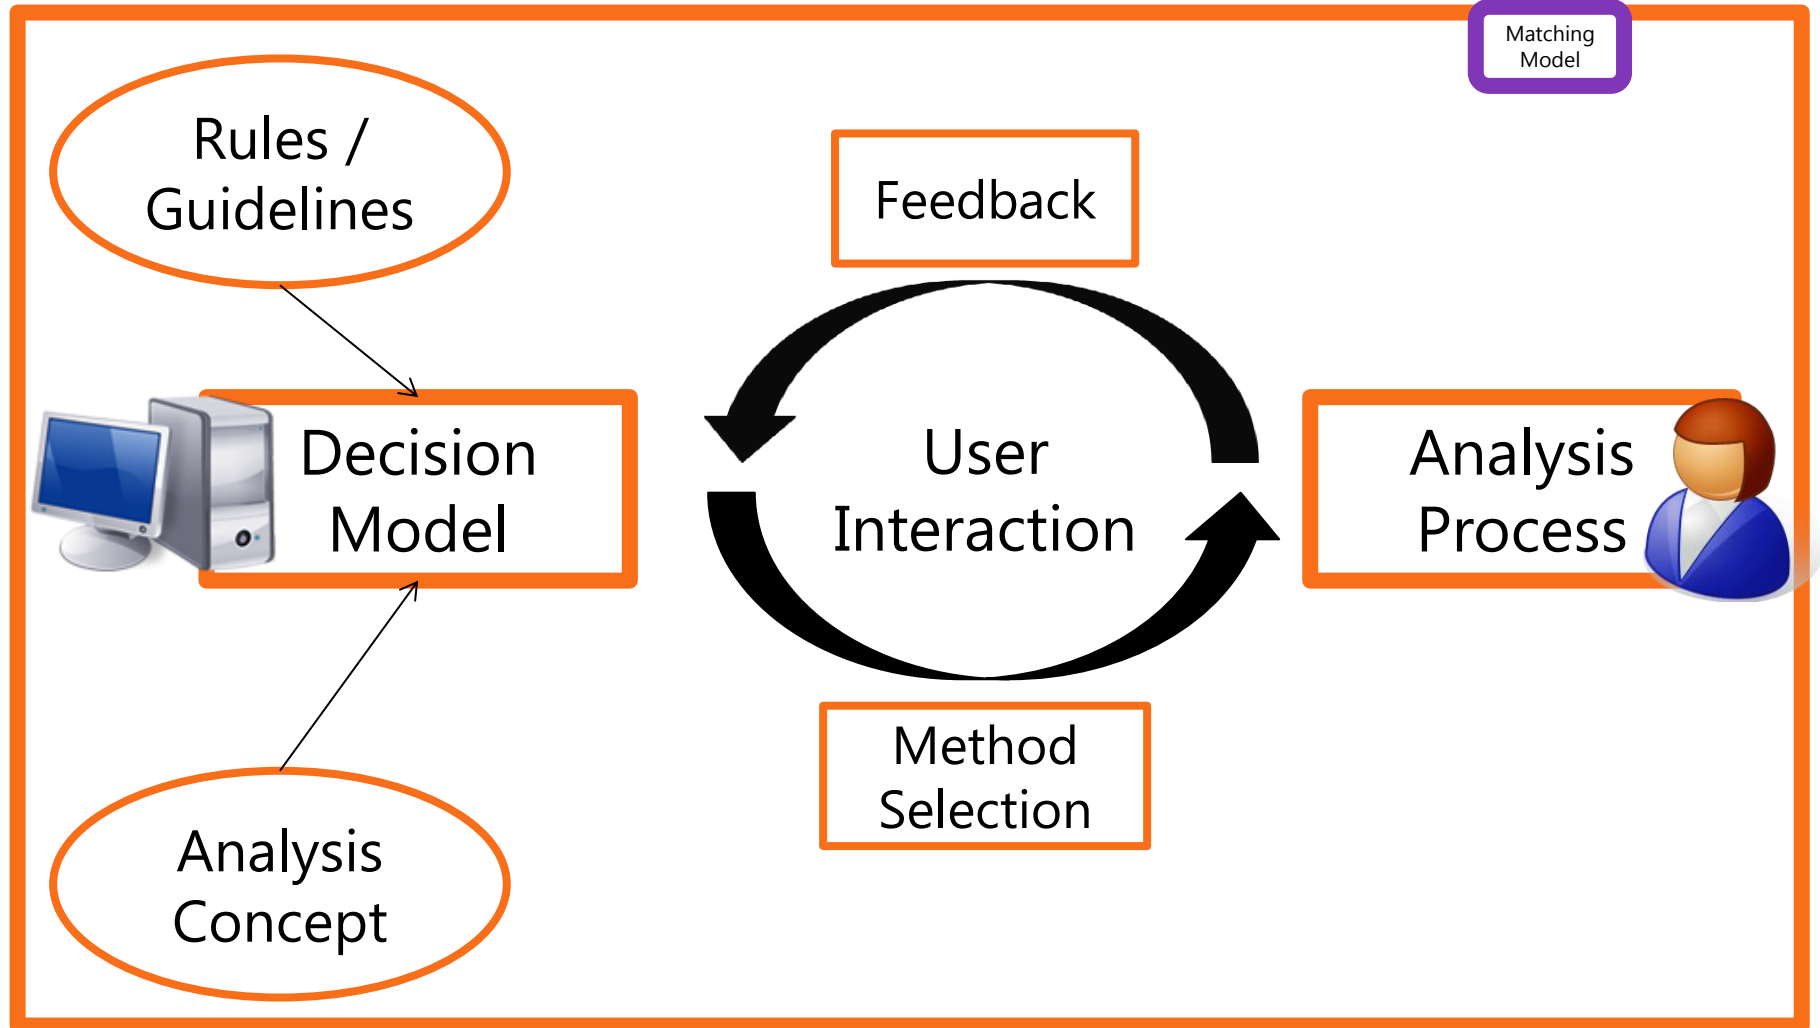 Matching
Model
Rules /
Guidelines
Feedback
Decision
Model
User
Interaction
Analysis
Process
Method
Selection
Analysis
Concept